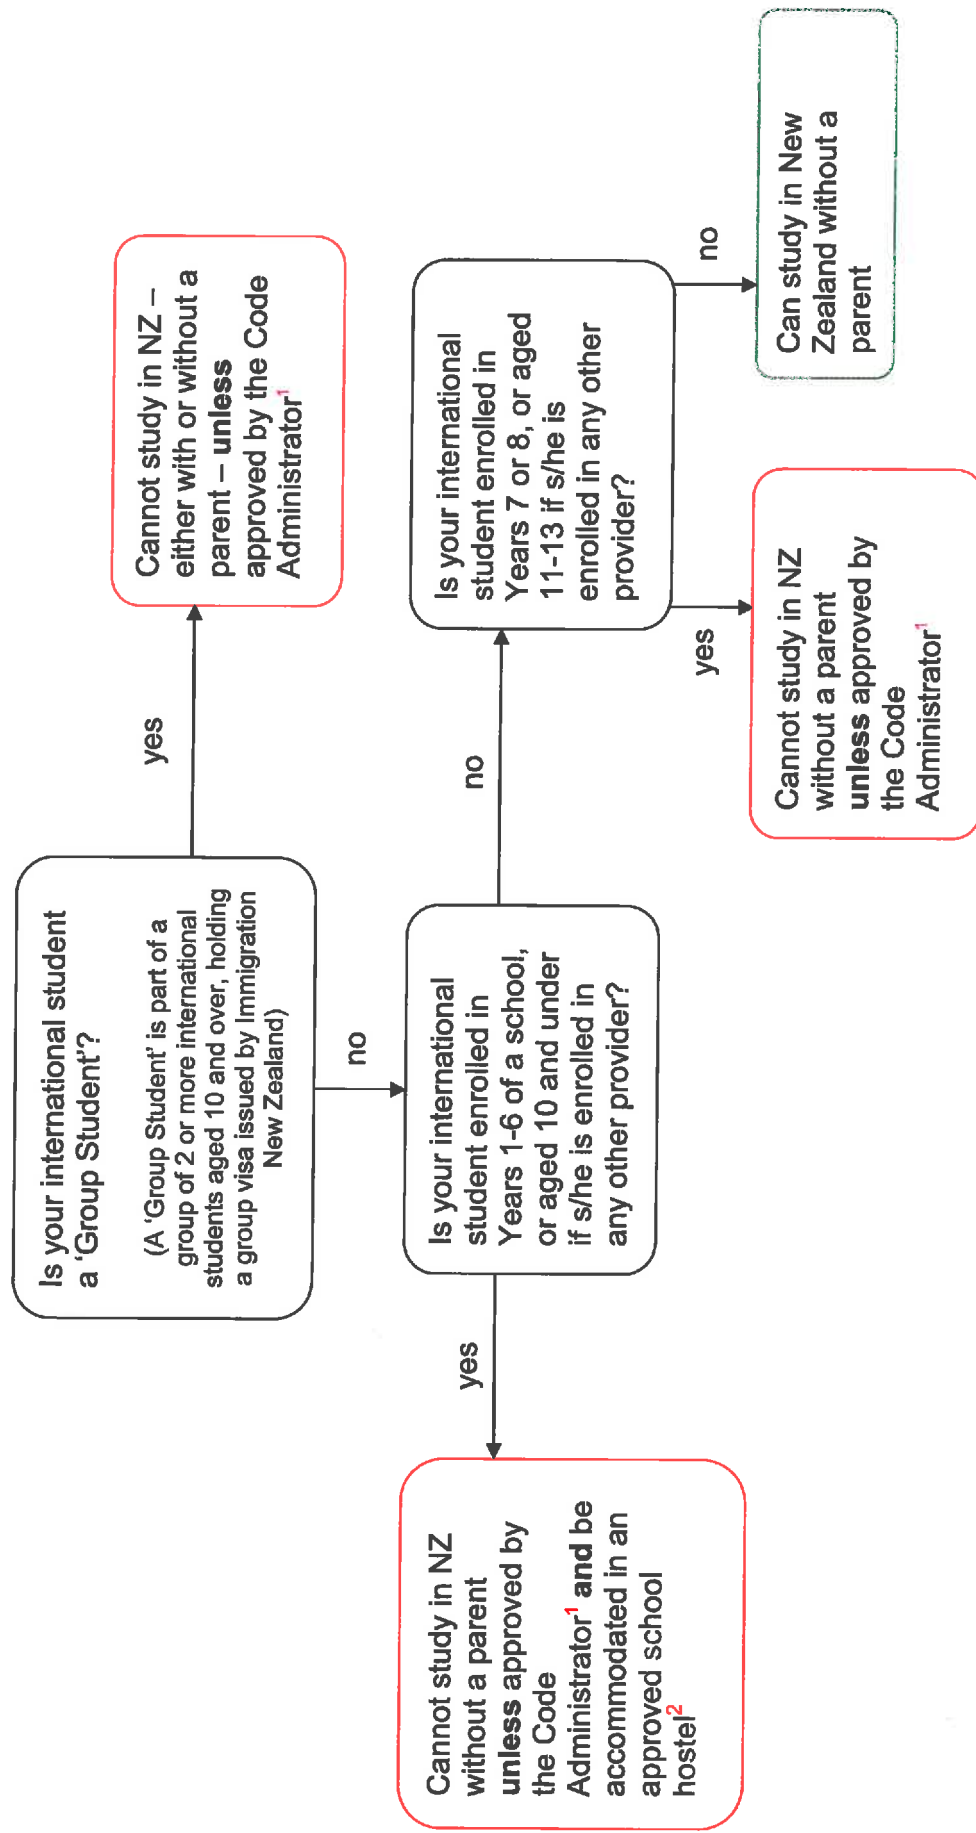 Is your international student
a ‘Group Student’?
(A ‘Group Student’ is part of a
group of 2 or more international
students aged 10 and over, holding
a group visa issued by Immigration
New Zealand)
yes
Cannot study in NZ –
either with or without a
parent – unless
approved by the Code
Administrator1
no
Is your international
student enrolled in
Years 1-6 of a school,
or aged 10 and under
if s/he is enrolled in
any other provider?
yes
Cannot study in NZ
without a parent
unless approved by
the Code
Administrator1 and be
accommodated in an
approved school
hostel2
no
Is your international
student enrolled in
Years 7 or 8, or aged
11-13 if s/he is
enrolled in any other
provider?
yes
Cannot study in NZ
without a parent
unless approved by
the Code
Administrator1
no
Can study in New
Zealand without a
parent